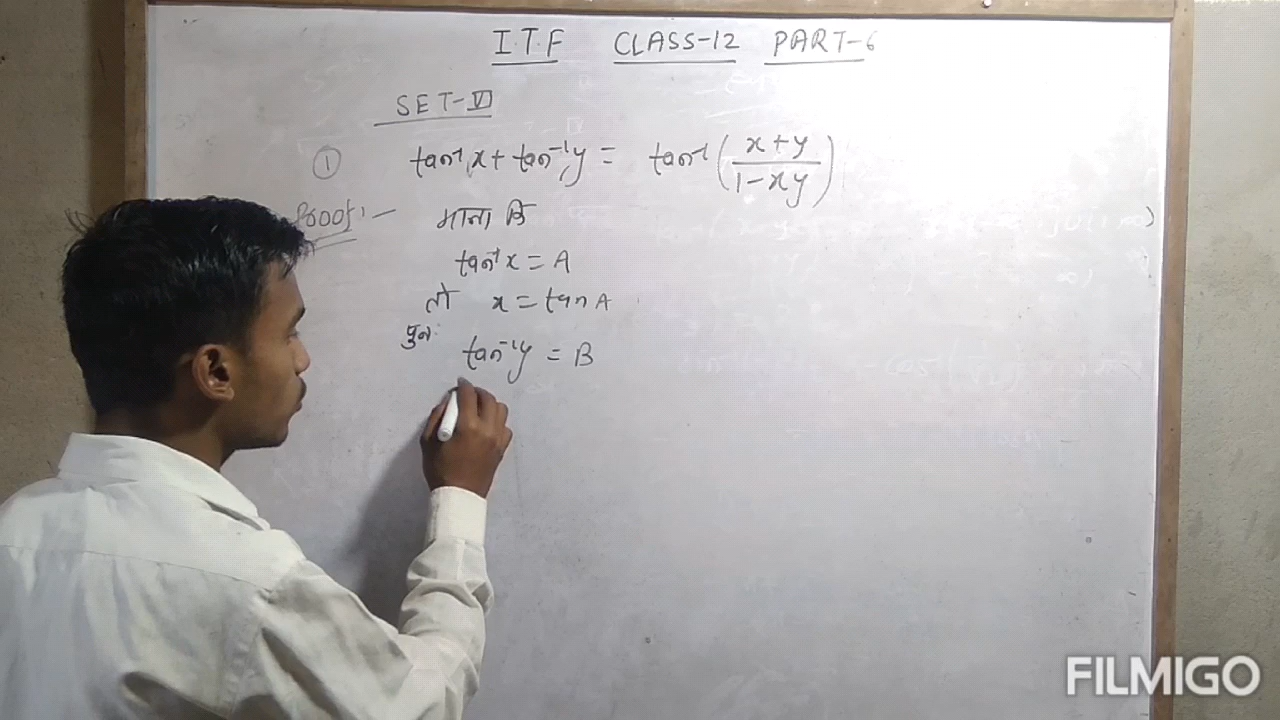 I.T.F CLASS-12 PART-6
SET-VI
① tan⁻¹x + tan⁻¹y = tan⁻¹(x+y/1-xy)
Proof:- माना कि
tan⁻¹x = A
तो x = tan A
पुनः
tan⁻¹y = B
FILMIGO